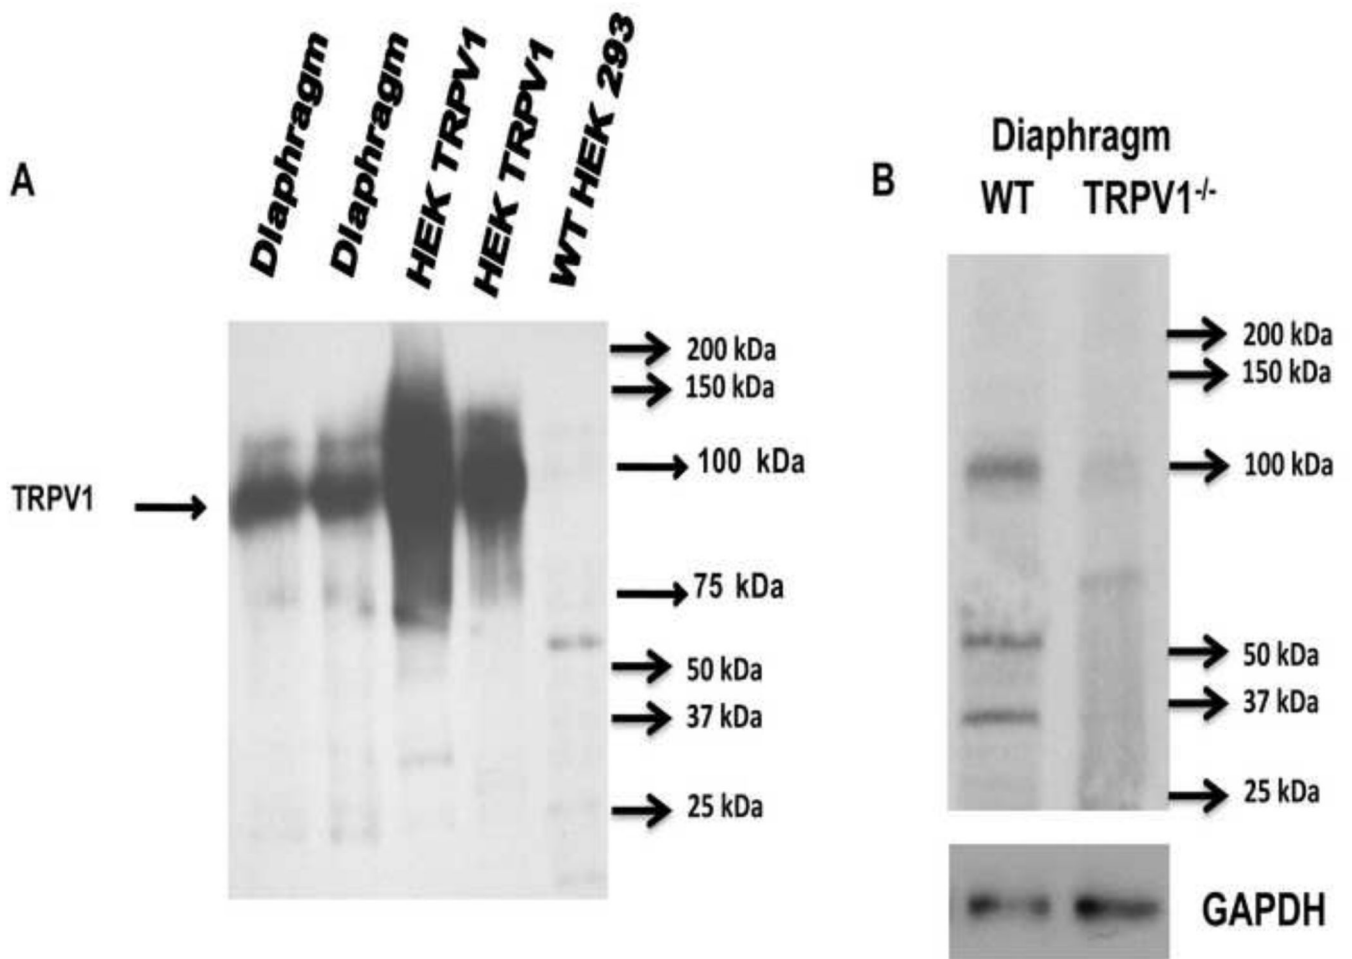 A
Diaphragm
Diaphragm
HEK TRPV1
HEK TRPV1
WT HEK 293
TRPV1
200 kDa
150 kDa
100 kDa
75 kDa
50 kDa
37 kDa
25 kDa
B
Diaphragm
WT TRPV1-/-
200 kDa
150 kDa
100 kDa
50 kDa
37 kDa
25 kDa
GAPDH